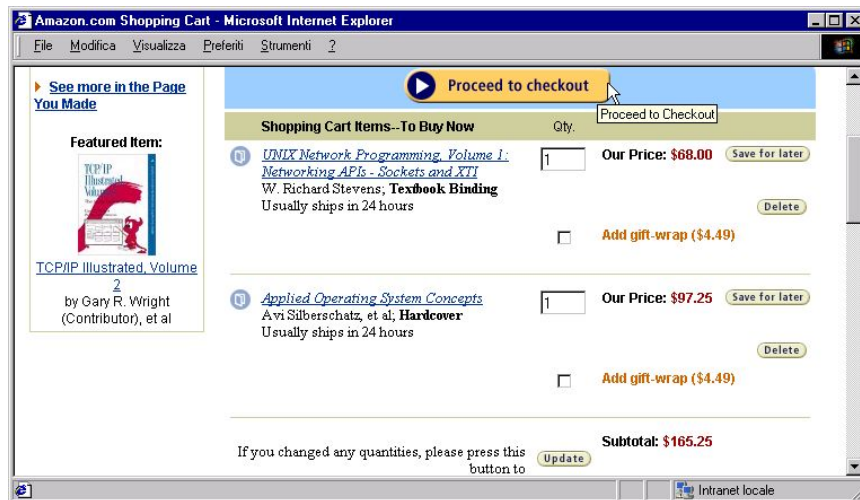 Amazon.com Shopping Cart - Microsoft Internet Explorer
File Modifica Visualizza Preferiti Strumenti ?
See more in the Page
You Made
Featured Item:
TCP/IP
Illustrated,
Volume
TCP/IP Illustrated, Volume
2
by Gary R. Wright
(Contributor), et al
Proceed to checkout
Proceed to Checkout
Shopping Cart Items--To Buy Now Qty.
UNIX Network Programming, Volume 1: 1 Our Price: $68.00 Save for later
Networking APIs - Sockets and XTI
W. Richard Stevens; Textbook Binding
Usually ships in 24 hours Delete
Add gift-wrap ($4.49)
Applied Operating System Concepts 1 Our Price: $97.25 Save for later
Avi Silberschatz, et al; Hardcover
Usually ships in 24 hours
Delete
Add gift-wrap ($4.49)
Subtotal: $165.25
If you changed any quantities, please press this Update
button to
Intranet locale